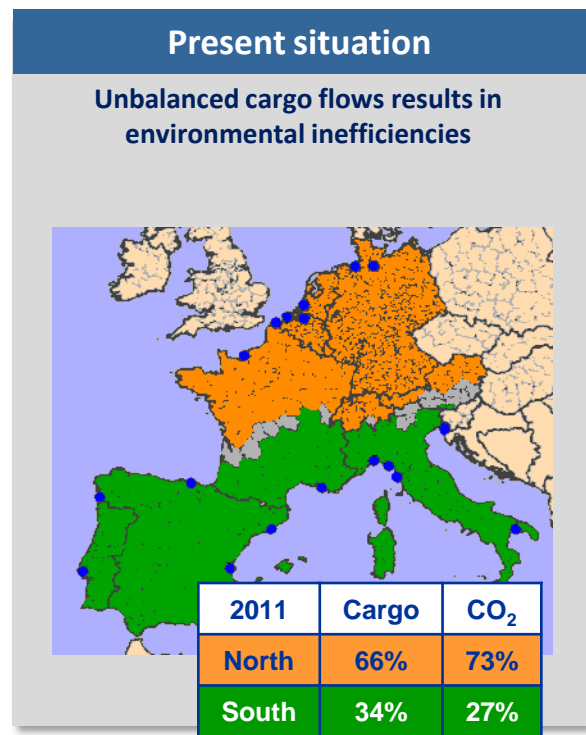 Present situation
Unbalanced cargo flows results in
environmental inefficiencies
2011 Cargo CO₂
North 66% 73%
South 34% 27%